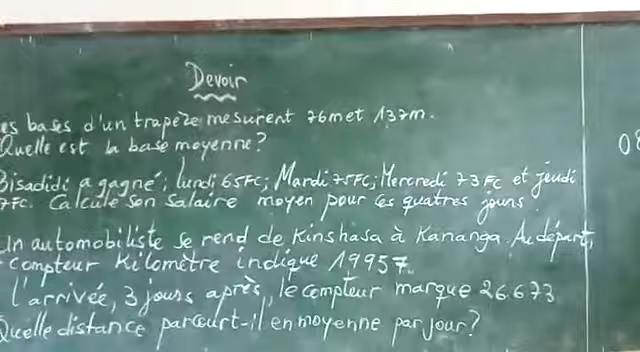 Devoir
es bases d'un trapèze mesurent 76m et 137m.
Quelle est la base moyenne?
Bisadidi a gagné: lundi 65FC; Mardi 75FC; Mercredi 73FC et jeudi
7FC. Calcule son salaire moyen pour ces quatres jours.
Un automobiliste se rend de Kinshasa à Kananga. Au départ,
compteur Kilomètre indique 19957.
l'arrivée, 3 jours après, le compteur marque 26.673
Quelle distance parcourt-il en moyenne par jour?
08